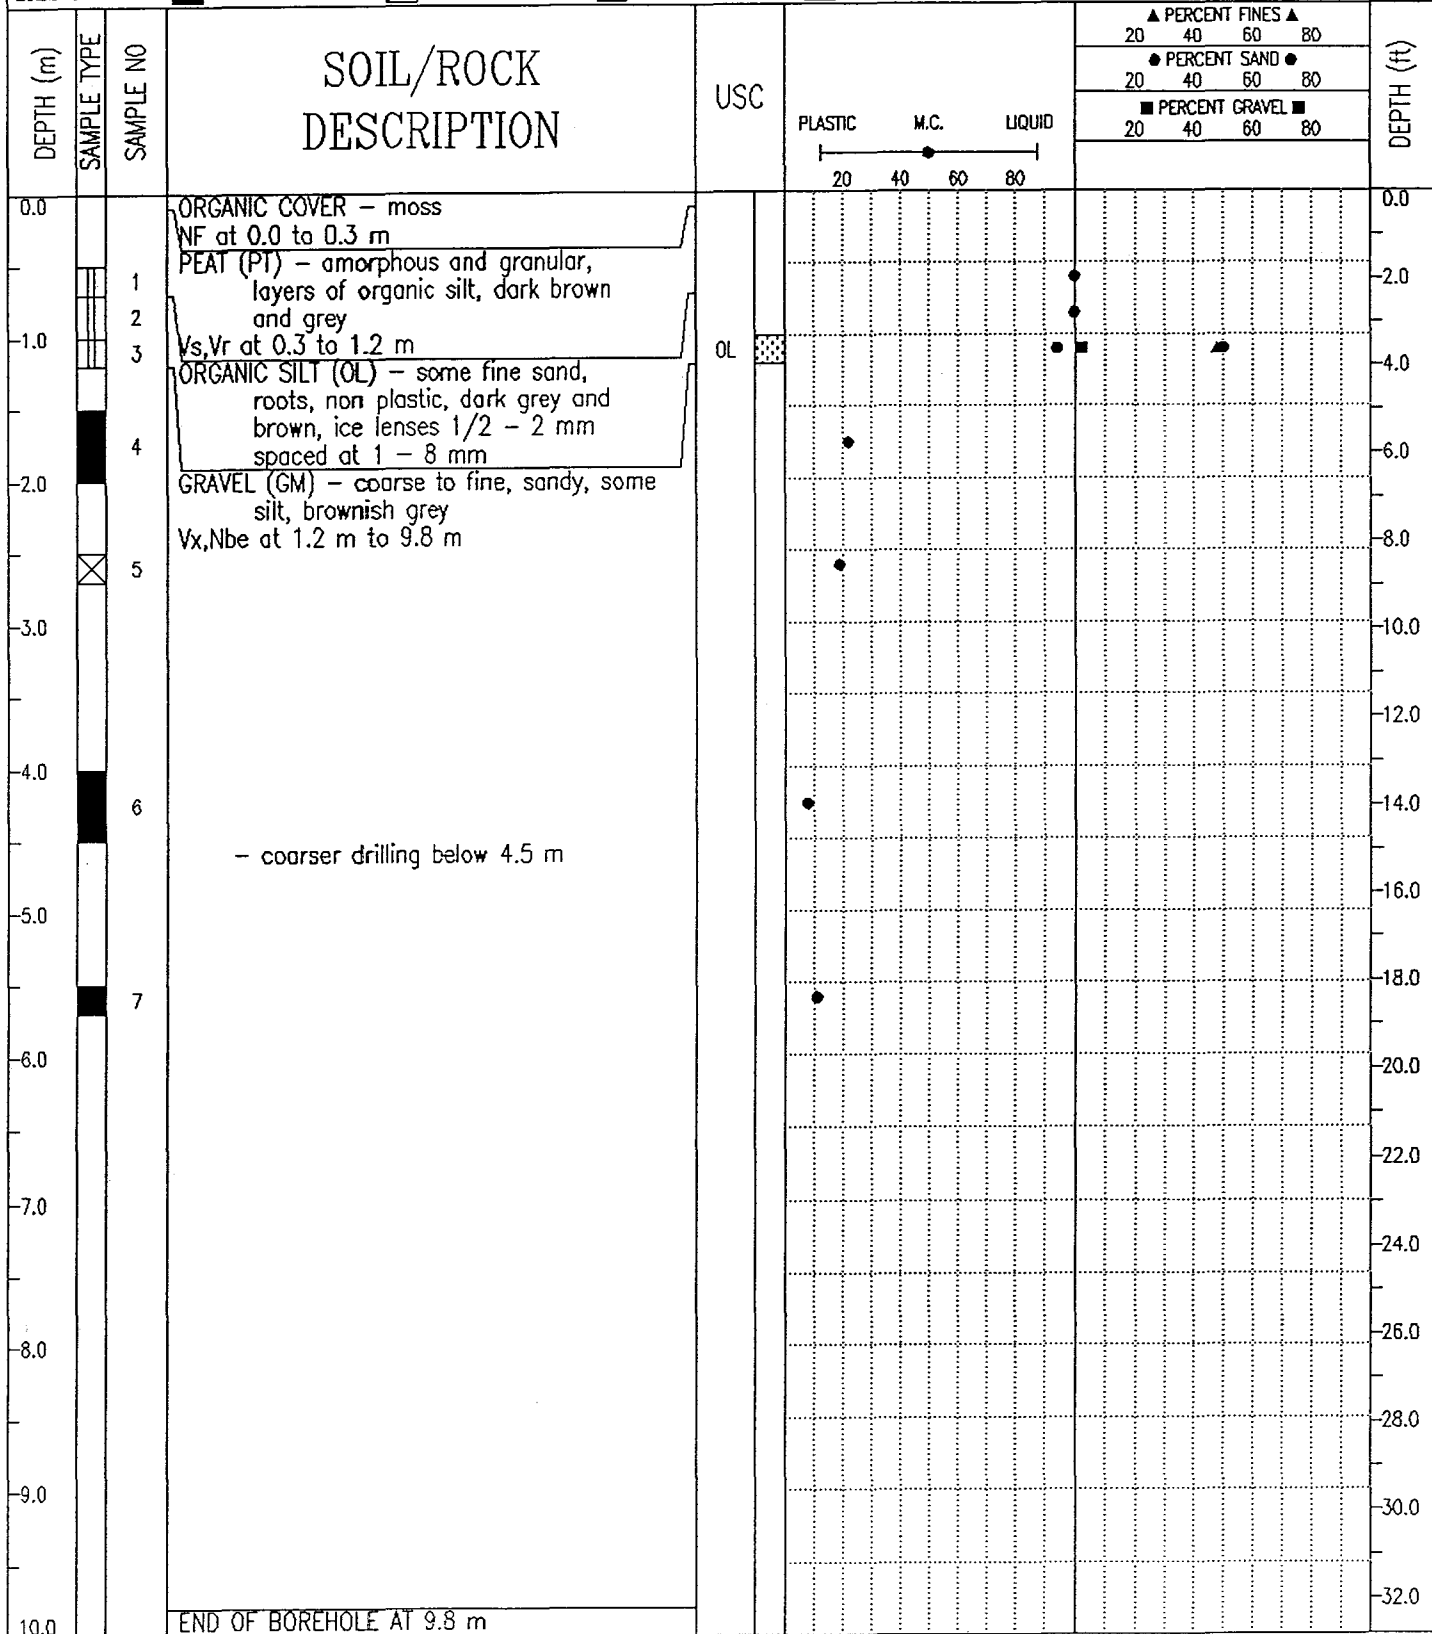 DEPTH (m)
SAMPLE TYPE
SAMPLE NO
SOIL/ROCK
DESCRIPTION
USC
PLASTIC M.C. LIQUID
20 40 60 80
▲ PERCENT FINES ▲
20 40 60 80
● PERCENT SAND ●
20 40 60 80
■ PERCENT GRAVEL ■
20 40 60 80
DEPTH (ft)
0.0
ORGANIC COVER – moss
NF at 0.0 to 0.3 m
PEAT (PT) – amorphous and granular,
layers of organic silt, dark brown
and grey
Vs,Vr at 0.3 to 1.2 m
ORGANIC SILT (OL) – some fine sand,
roots, non plastic, dark grey and
brown, ice lenses 1/2 – 2 mm
spaced at 1 – 8 mm
GRAVEL (GM) – coarse to fine, sandy, some
silt, brownish grey
Vx,Nbe at 1.2 m to 9.8 m
– coarser drilling below 4.5 m
END OF BOREHOLE AT 9.8 m
1
2
3
4
5
6
7
OL
1.0
2.0
3.0
4.0
5.0
6.0
7.0
8.0
9.0
10.0
0.0
2.0
4.0
6.0
8.0
10.0
12.0
14.0
16.0
18.0
20.0
22.0
24.0
26.0
28.0
30.0
32.0